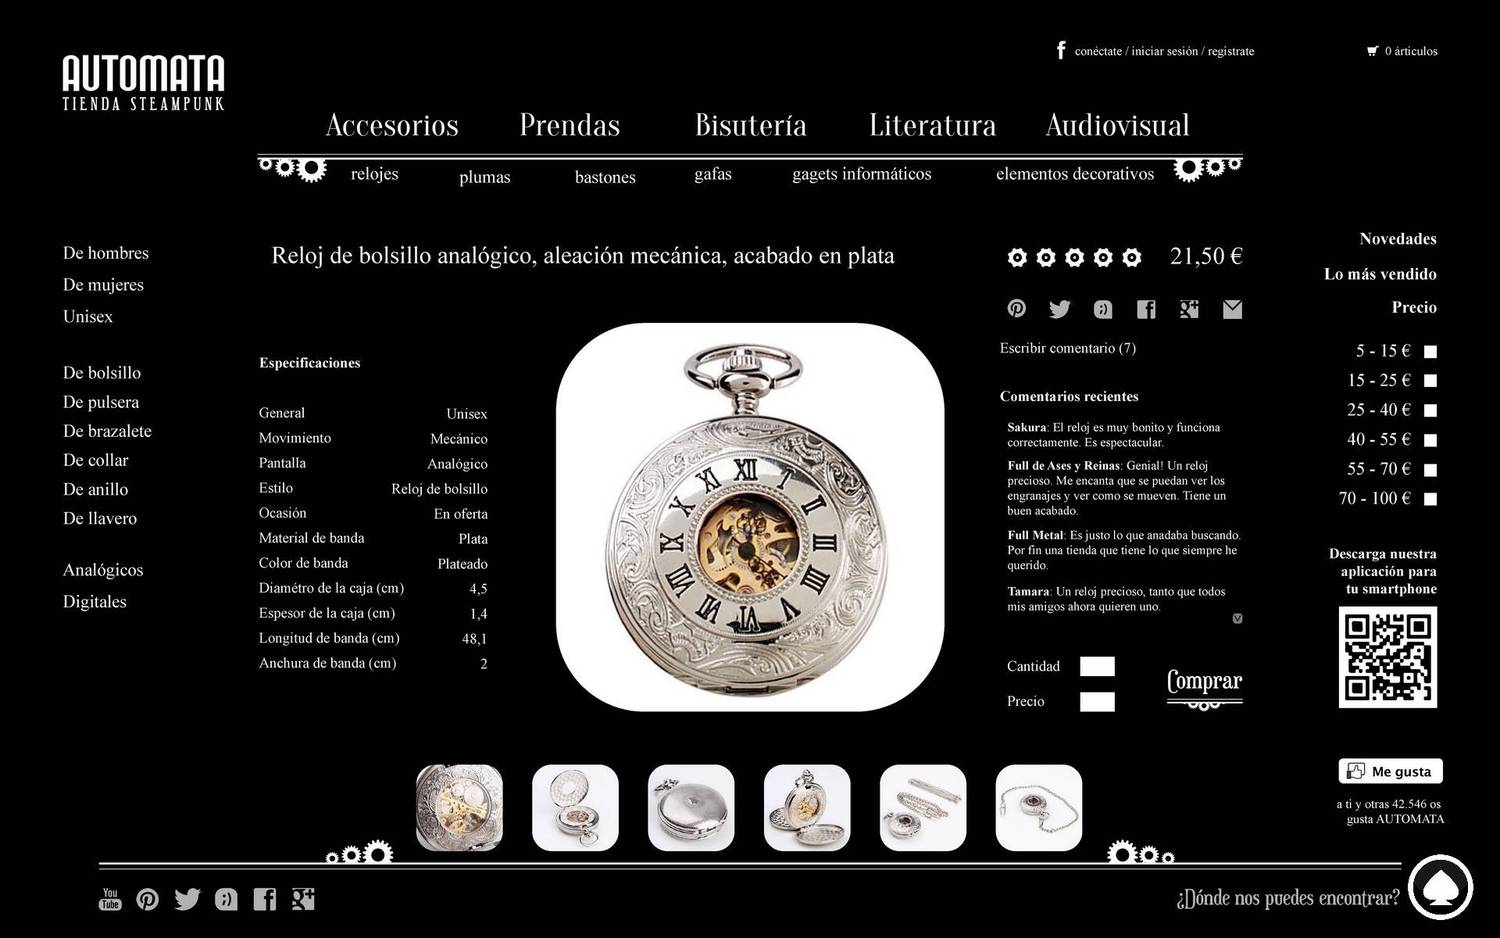 AUTOMATA
TIENDA STEAMPUNK
conéctate / iniciar sesión / registrate
0 árticulos
Accesorios Prendas Bisutería Literatura Audiovisual
relojes plumas bastones gafas gagets informáticos elementos decorativos
De hombres
De mujeres
Unisex
De bolsillo
De pulsera
De brazalete
De collar
De anillo
De llavero
Analógicos
Digitales
Reloj de bolsillo analógico, aleación mecánica, acabado en plata
21,50 €
Especificaciones
General Unisex
Movimiento Mecánico
Pantalla Analógico
Estilo Reloj de bolsillo
Ocasión En oferta
Material de banda Plata
Color de banda Plateado
Diamétro de la caja (cm) 4,5
Espesor de la caja (cm) 1,4
Longitud de banda (cm) 48,1
Anchura de banda (cm) 2
XII I II III IIII V VI VII VIII IX X XI
Escribir comentario (7)
Comentarios recientes
Sakura: El reloj es muy bonito y funciona
correctamente. Es espectacular.
Full de Ases y Reinas: Genial! Un reloj
precioso. Me encanta que se puedan ver los
engranajes y ver como se mueven. Tiene un
buen acabado.
Full Metal: Es justo lo que anadaba buscando.
Por fin una tienda que tiene lo que siempre he
querido.
Tamara: Un reloj precioso, tanto que todos
mis amigos ahora quieren uno.
Cantidad
Precio
Comprar
Novedades
Lo más vendido
Precio
5 - 15 €
15 - 25 €
25 - 40 €
40 - 55 €
55 - 70 €
70 - 100 €
Descarga nuestra
aplicación para
tu smartphone
Me gusta
a ti y otras 42.546 os
gusta AUTOMATA
You
Tube
¿Dónde nos puedes encontrar?